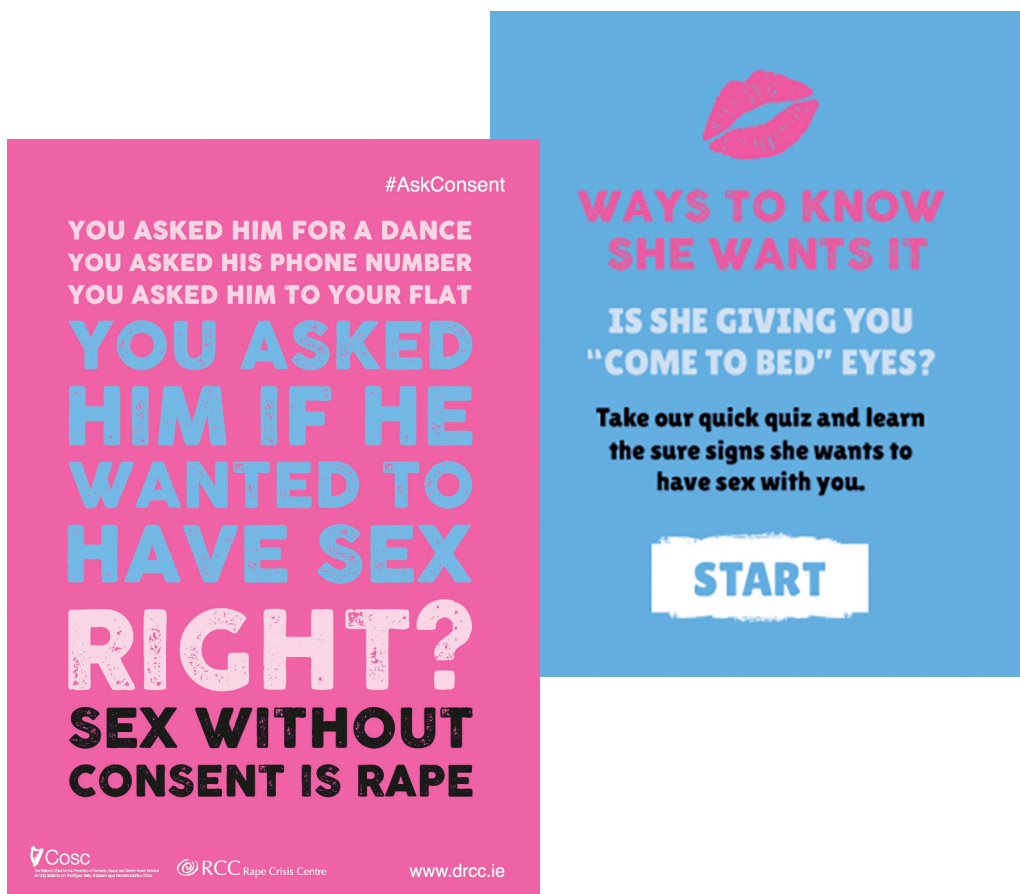 #AskConsent
YOU ASKED HIM FOR A DANCE
YOU ASKED HIS PHONE NUMBER
YOU ASKED HIM TO YOUR FLAT
YOU ASKED
HIM IF HE
WANTED TO
HAVE SEX
RIGHT?
SEX WITHOUT
CONSENT IS RAPE
Cosc
RCC Rape Crisis Centre
www.drcc.ie
WAYS TO KNOW
SHE WANTS IT
IS SHE GIVING YOU
"COME TO BED" EYES?
Take our quick quiz and learn
the sure signs she wants to
have sex with you.
START